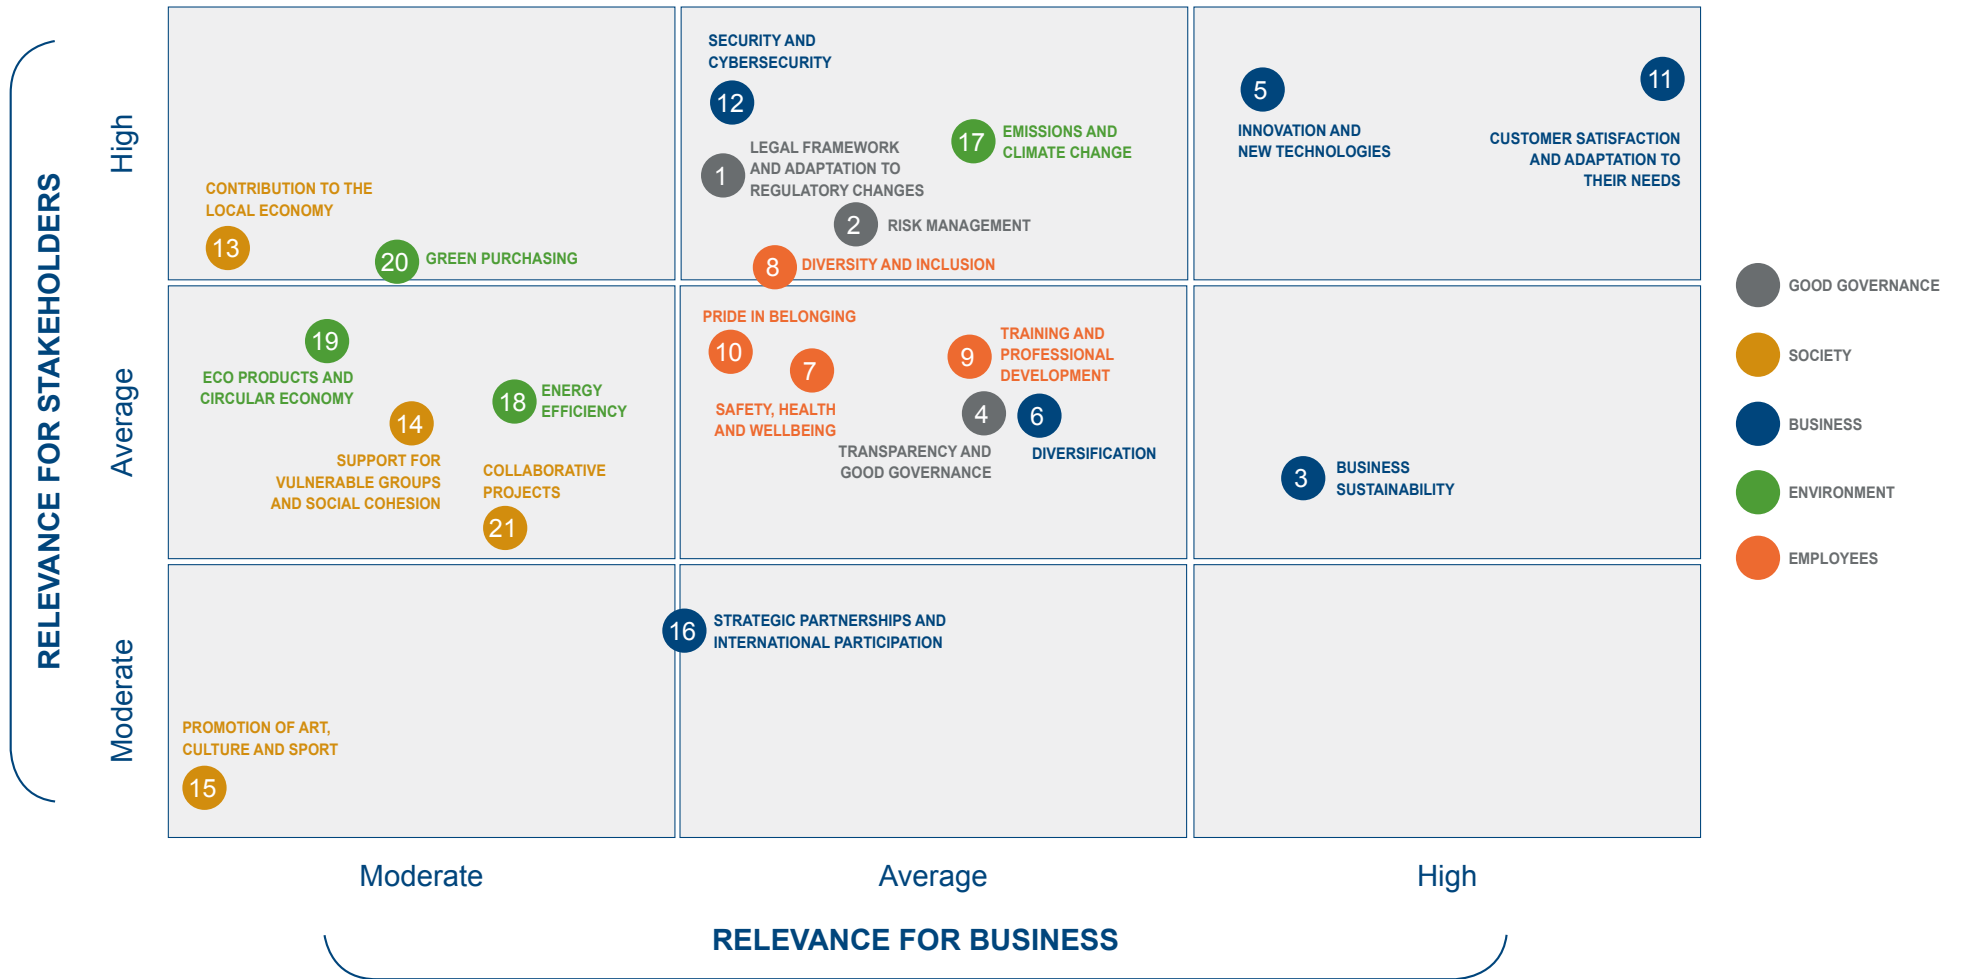 RELEVANCE FOR STAKEHOLDERS
High
Average
Moderate
SECURITY AND
CYBERSECURITY
12
LEGAL FRAMEWORK
AND ADAPTATION TO
REGULATORY CHANGES
1
17
EMISSIONS AND
CLIMATE CHANGE
2
RISK MANAGEMENT
8
DIVERSITY AND INCLUSION
5
INNOVATION AND
NEW TECHNOLOGIES
11
CUSTOMER SATISFACTION
AND ADAPTATION TO
THEIR NEEDS
CONTRIBUTION TO THE
LOCAL ECONOMY
13
20
GREEN PURCHASING
19
ECO PRODUCTS AND
CIRCULAR ECONOMY
18
ENERGY
EFFICIENCY
14
SUPPORT FOR
VULNERABLE GROUPS
AND SOCIAL COHESION
COLLABORATIVE
PROJECTS
21
PRIDE IN BELONGING
10
7
SAFETY, HEALTH
AND WELLBEING
9
TRAINING AND
PROFESSIONAL
DEVELOPMENT
4
TRANSPARENCY AND
GOOD GOVERNANCE
6
DIVERSIFICATION
3
BUSINESS
SUSTAINABILITY
16
STRATEGIC PARTNERSHIPS AND
INTERNATIONAL PARTICIPATION
PROMOTION OF ART,
CULTURE AND SPORT
15
GOOD GOVERNANCE
SOCIETY
BUSINESS
ENVIRONMENT
EMPLOYEES
Moderate
Average
High
RELEVANCE FOR BUSINESS